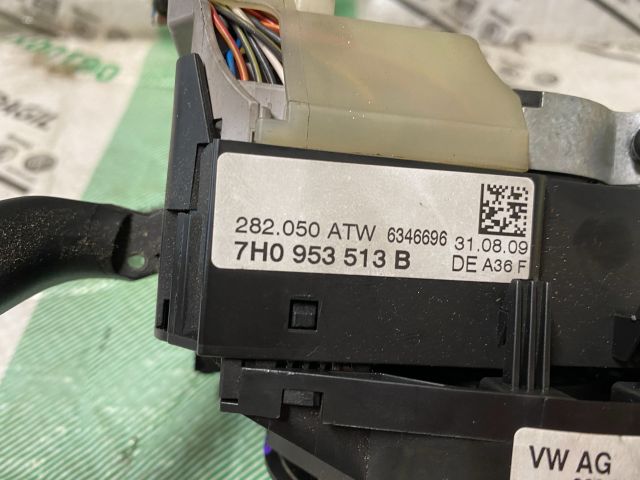 282.050 ATW 6346696 31.08.09
7H0 953 513 B DE A36 F
VW AG